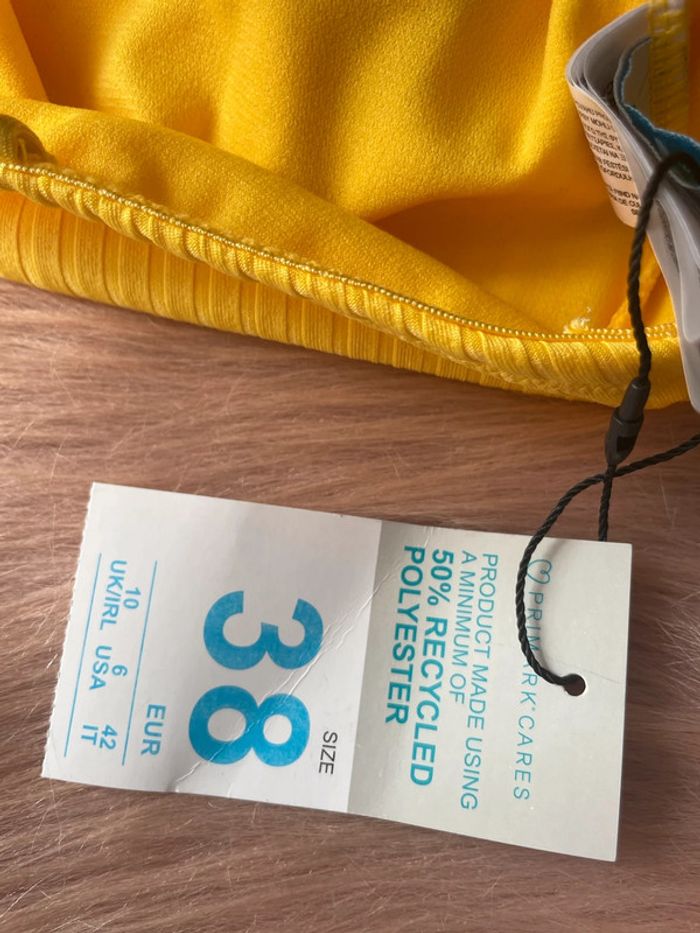 PRIMARK CARES
PRODUCT MADE USING
A MINIMUM OF
50% RECYCLED
POLYESTER
SIZE
38
EUR
10 6 42
UK/IRL USA IT